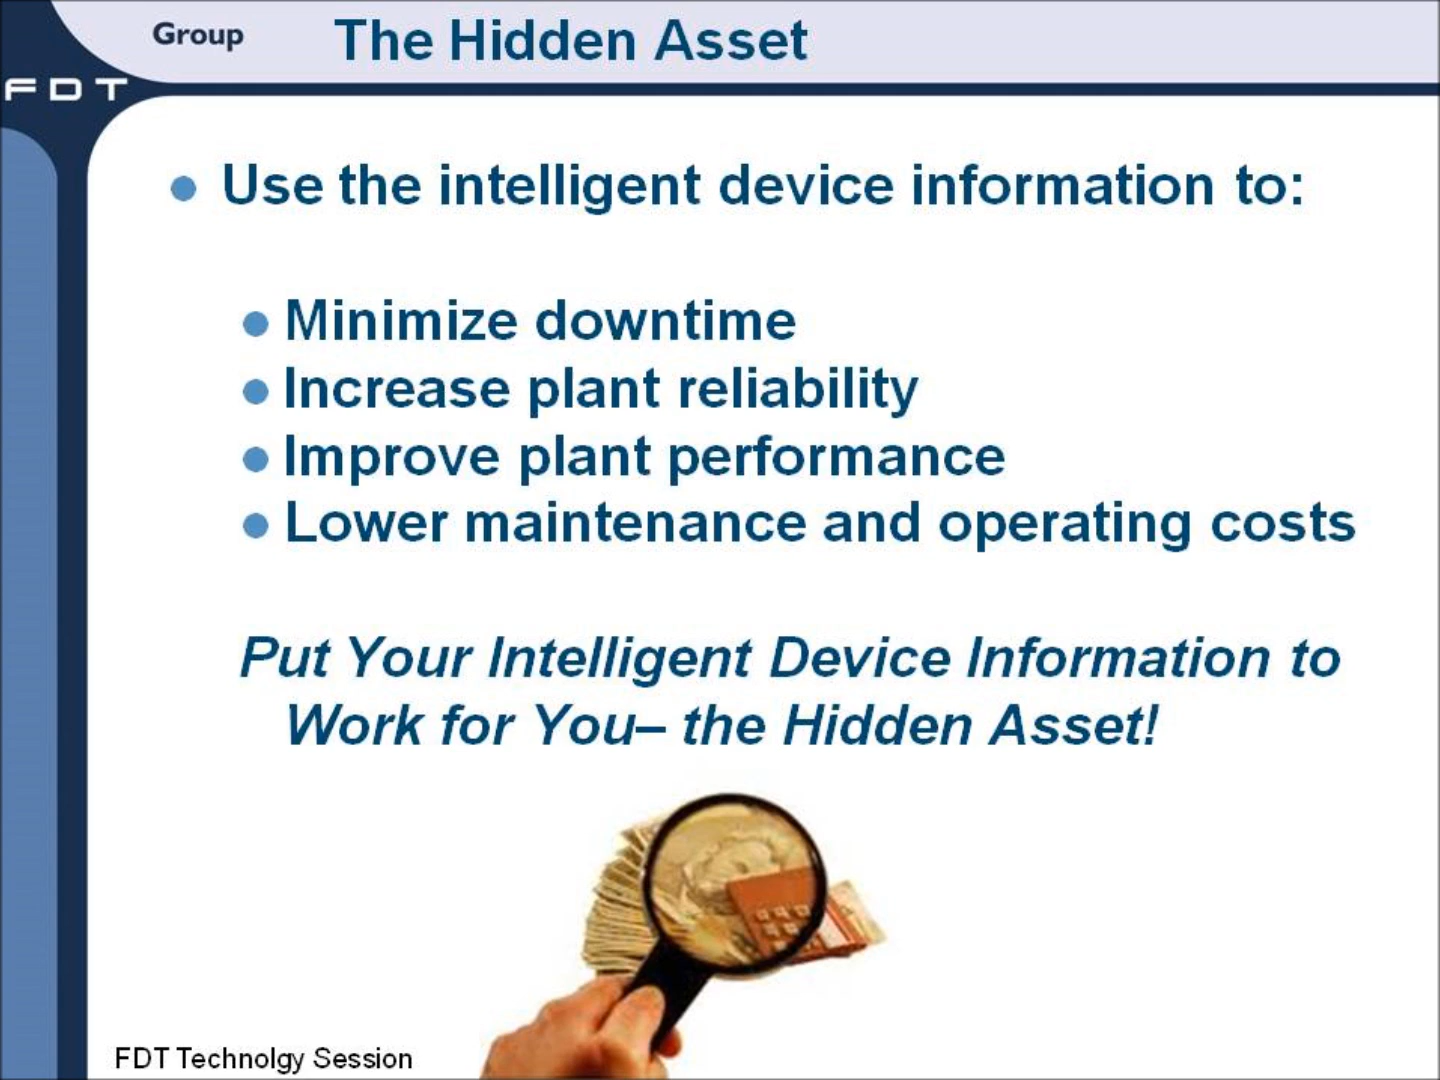 Group
The Hidden Asset
FDT
Use the intelligent device information to:
Minimize downtime
Increase plant reliability
Improve plant performance
Lower maintenance and operating costs
Put Your Intelligent Device Information to
Work for You– the Hidden Asset!
FDT Technolgy Session